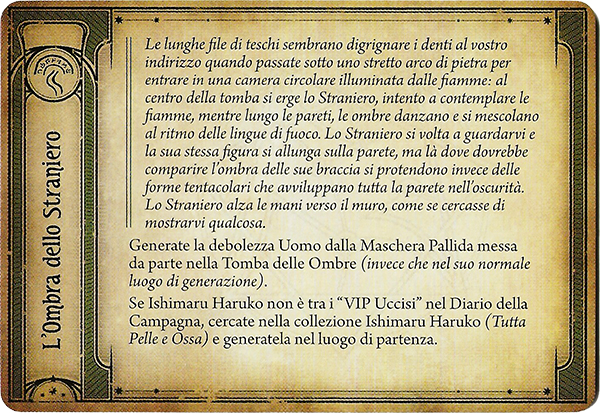 L'Ombra dello Straniero
Le lunghe file di teschi sembrano digrignare i denti al vostro
indirizzo quando passate sotto uno stretto arco di pietra per
entrare in una camera circolare illuminata dalle fiamme: al
centro della tomba si erge lo Straniero, intento a contemplare le
fiamme, mentre lungo le pareti, le ombre danzano e si mescolano
al ritmo delle lingue di fuoco. Lo Straniero si volta a guardarvi e
la sua stessa figura si allunga sulla parete, ma là dove dovrebbe
comparire l'ombra delle sue braccia si protendono invece delle
forme tentacolari che avviluppano tutta la parete nell'oscurità.
Lo Straniero alza le mani verso il muro, come se cercasse di
mostrarvi qualcosa.
Generate la debolezza Uomo dalla Maschera Pallida messa
da parte nella Tomba delle Ombre (invece che nel suo normale
luogo di generazione).
Se Ishimaru Haruko non è tra i “VIP Uccisi” nel Diario della
Campagna, cercate nella collezione Ishimaru Haruko (Tutta
Pelle e Ossa) e generatela nel luogo di partenza.